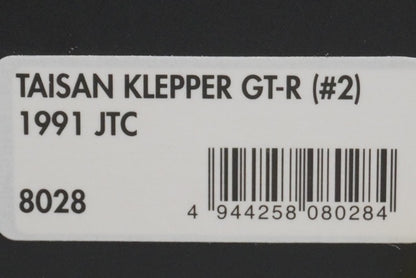 TAISAN KLEPPER GT-R (#2)
1991 JTC
8028
4 944258 080284